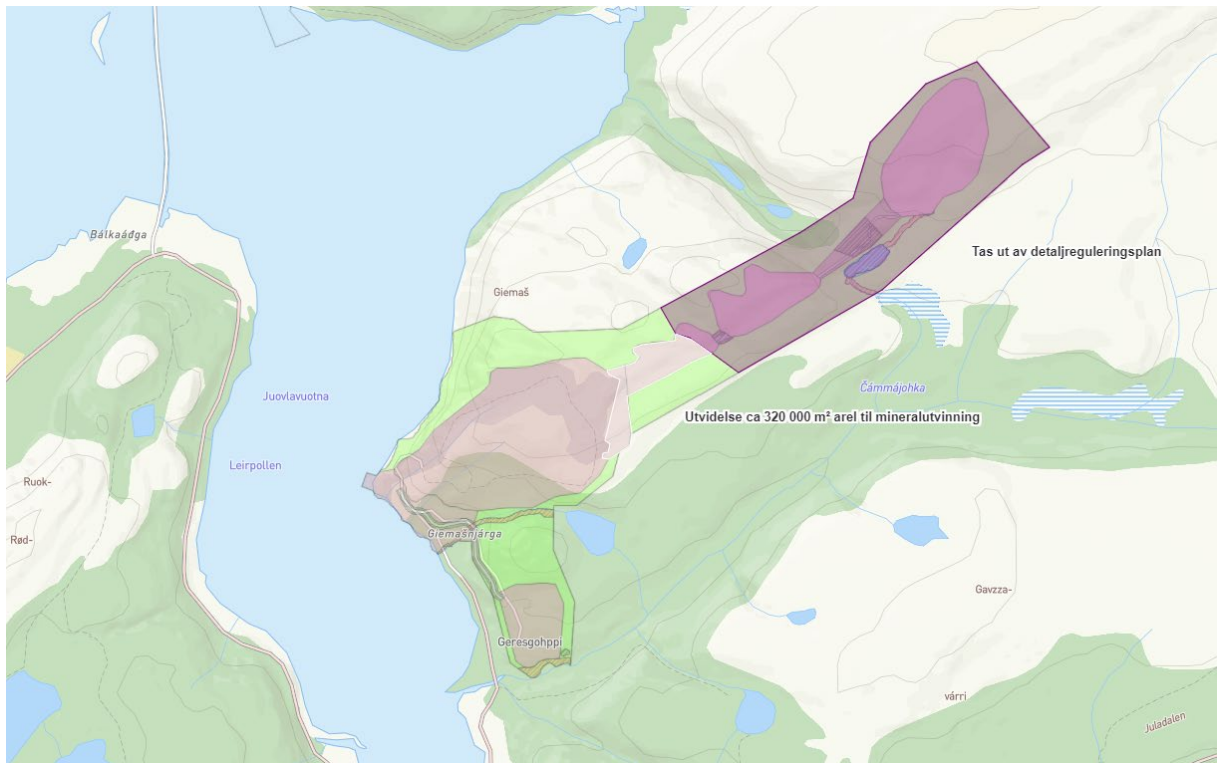 Bálkaáđga
Tas ut av detaljreguleringsplan
Giemaš
Čámmájohka
Juovlavuotna
Utvidelse ca 320 000 m² arel til mineralutvinning
Leirpollen
Ruok-
Rød-
Giemašnjárga
Gavzza-
Geresgohppi
várri
Juladalen